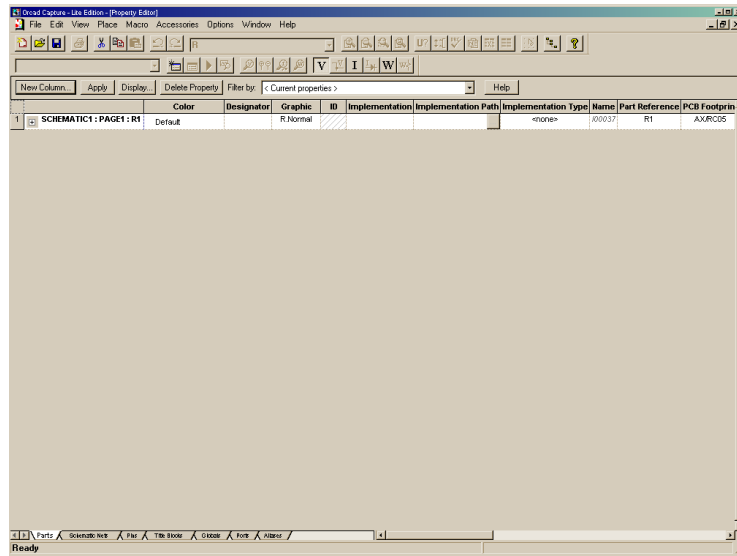 Orcad Capture - Lite Edition - [Property Editor]
File Edit View Place Macro Accessories Options Window Help
R
U?
V I W
New Column... Apply Display... Delete Property Filter by: < Current properties > Help
Color Designator Graphic ID Implementation Implementation Path Implementation Type Name Part Reference PCB Footprin
1 SCHEMATIC1 : PAGE1 : R1 Default R.Normal <none> I00037 R1 AX/RC05
Parts Schematic Nets Pins Title Blocks Globals Ports Aliases
Ready